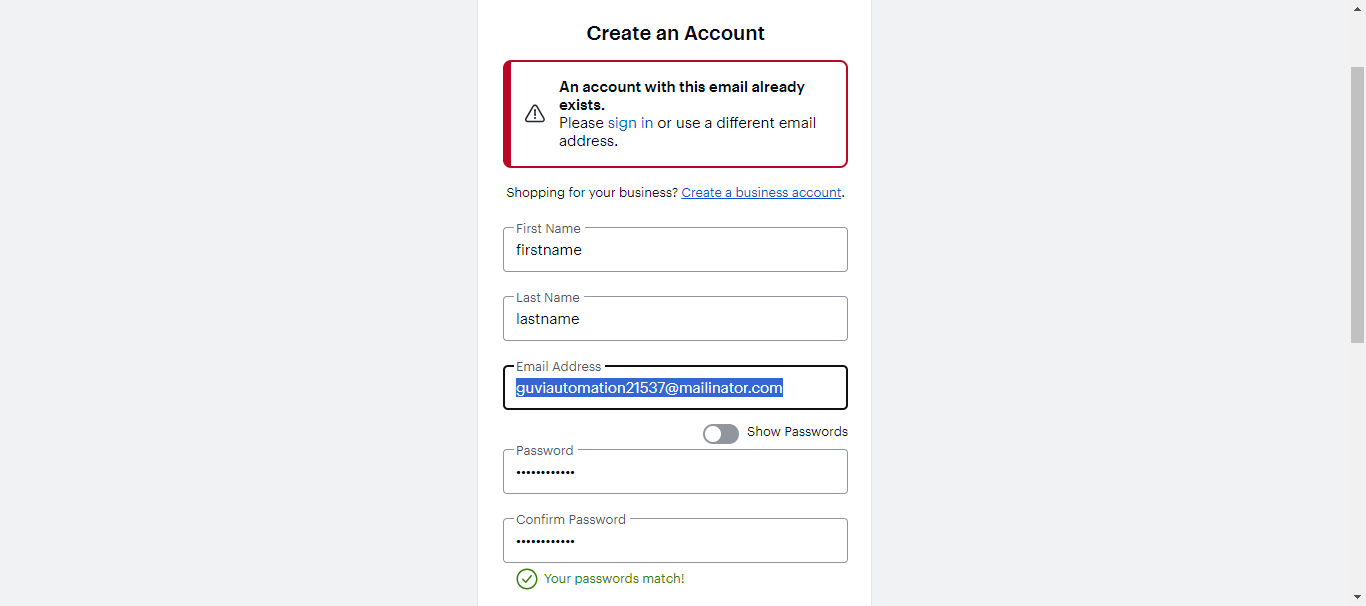 Create an Account
An account with this email already
exists.
Please sign in or use a different email
address.
Shopping for your business? Create a business account.
First Name
firstname
Last Name
lastname
Email Address
guviautomation21537@mailinator.com
Show Passwords
Password
••••••••••••
Confirm Password
••••••••••••
Your passwords match!